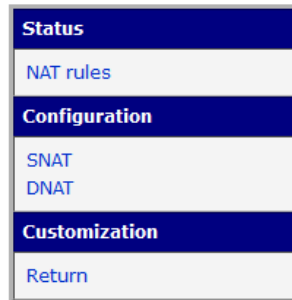 Status
NAT rules
Configuration
SNAT
DNAT
Customization
Return